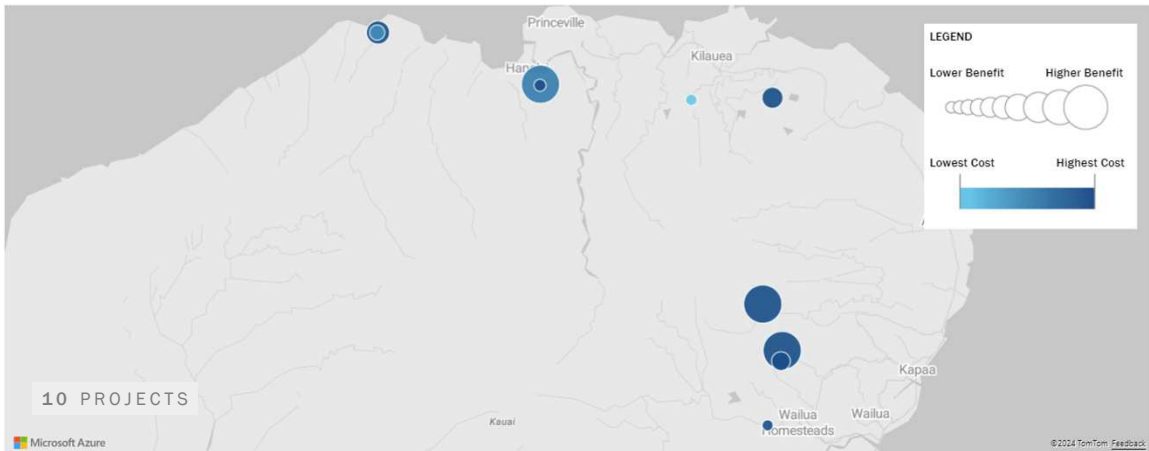 Princeville
Kilauea
LEGEND
Lower Benefit Higher Benefit
Lowest Cost Highest Cost
Kapaa
10 PROJECTS
Wailua
Homesteads
Wailua
Kauai
Microsoft Azure
©2024 TomTom Feedback